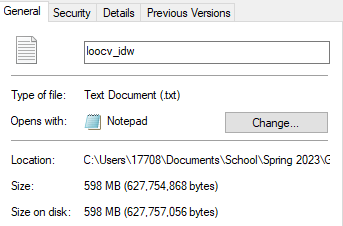 General Security Details Previous Versions
loocv_idw
Type of file: Text Document (.txt)
Opens with: Notepad Change...
Location: C:\Users\17708\Documents\School\Spring 2023\G
Size: 598 MB (627,754,868 bytes)
Size on disk: 598 MB (627,757,056 bytes)